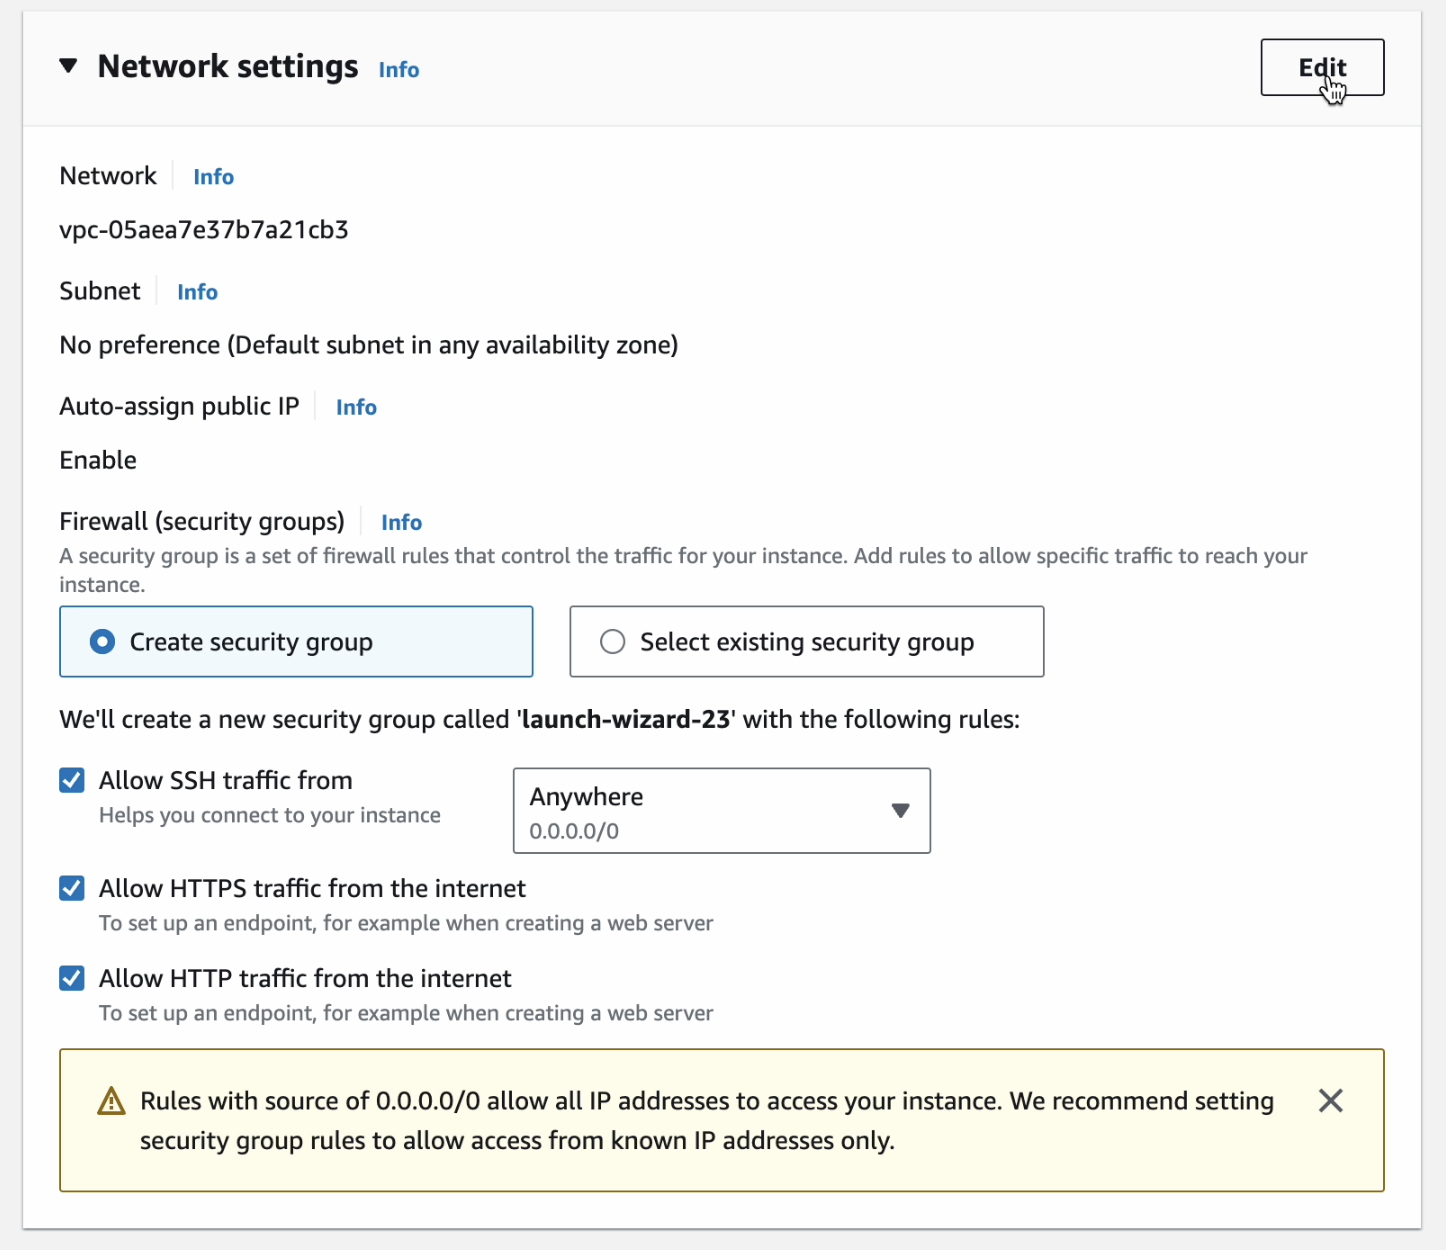 Network settings Info
Edit
Network Info
vpc-05aea7e37b7a21cb3
Subnet Info
No preference (Default subnet in any availability zone)
Auto-assign public IP Info
Enable
Firewall (security groups) Info
A security group is a set of firewall rules that control the traffic for your instance. Add rules to allow specific traffic to reach your
instance.
Create security group
Select existing security group
We'll create a new security group called 'launch-wizard-23' with the following rules:
Allow SSH traffic from
Helps you connect to your instance
Anywhere
0.0.0.0/0
Allow HTTPS traffic from the internet
To set up an endpoint, for example when creating a web server
Allow HTTP traffic from the internet
To set up an endpoint, for example when creating a web server
Rules with source of 0.0.0.0/0 allow all IP addresses to access your instance. We recommend setting
security group rules to allow access from known IP addresses only.